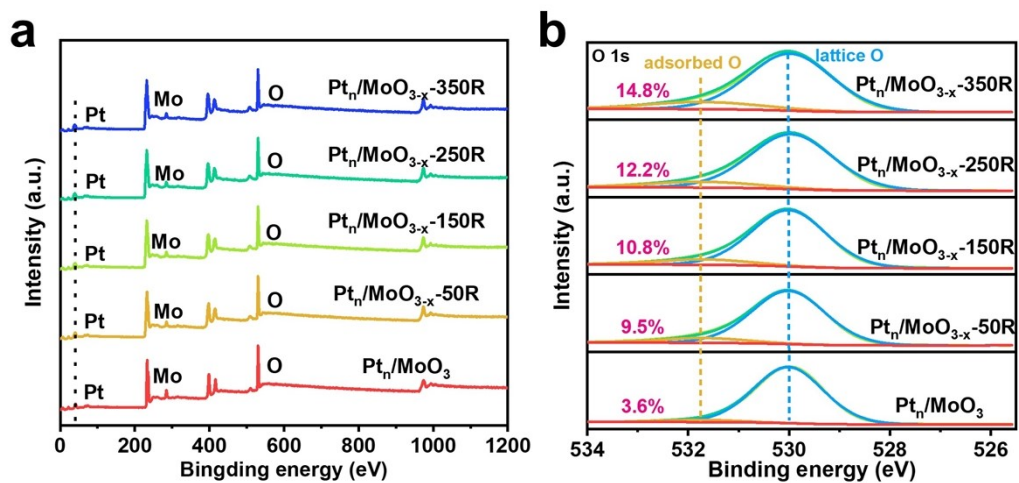 a
Intensity (a.u.)
Pt Mo O Ptn/MoO3-x-350R
Pt Mo O Ptn/MoO3-x-250R
Pt Mo O Ptn/MoO3-x-150R
Pt Mo O Ptn/MoO3-x-50R
Pt Mo O Ptn/MoO3
0 200 400 600 800 1000 1200
Bingding energy (eV)
b
Intensity (a.u.)
O 1s adsorbed O lattice O
14.8% Ptn/MoO3-x-350R
12.2% Ptn/MoO3-x-250R
10.8% Ptn/MoO3-x-150R
9.5% Ptn/MoO3-x-50R
3.6% Ptn/MoO3
534 532 530 528 526
Binding energy (eV)